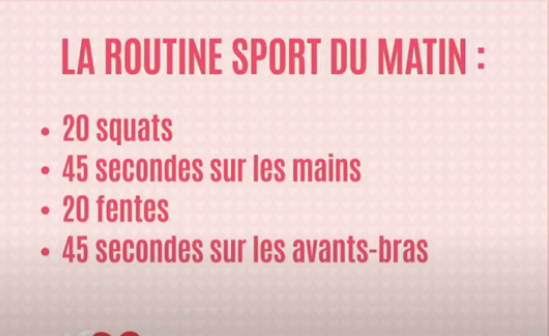 LA ROUTINE SPORT DU MATIN :
• 20 squats
• 45 secondes sur les mains
• 20 fentes
• 45 secondes sur les avants-bras